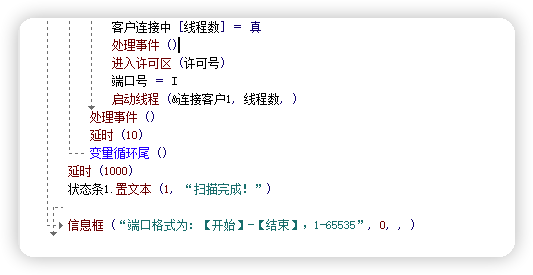 客户连接中 [线程数] = 真
处理事件 ()
进入许可区 (许可号)
端口号 = I
启动线程 (&连接客户1, 线程数, )
处理事件 ()
延时 (10)
变量循环尾 ()
延时 (1000)
状态条1.置文本 (1, “扫描完成!”)
信息框 (“端口格式为:【开始】-【结束】,1-65535”, 0, , )